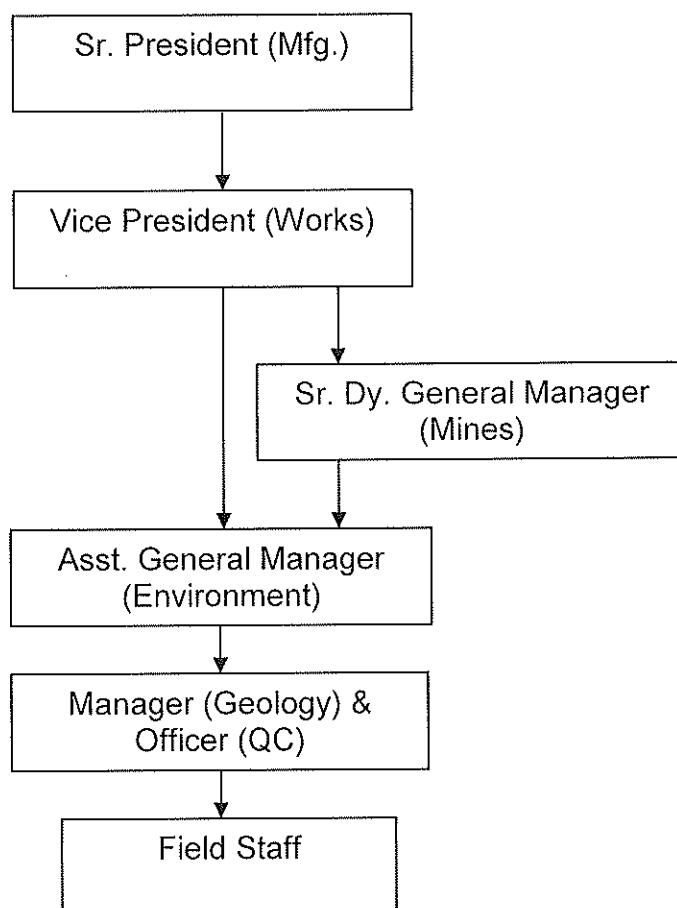 Sr. President (Mfg.)
Vice President (Works)
Sr. Dy. General Manager
(Mines)
Asst. General Manager
(Environment)
Manager (Geology) &
Officer (QC)
Field Staff